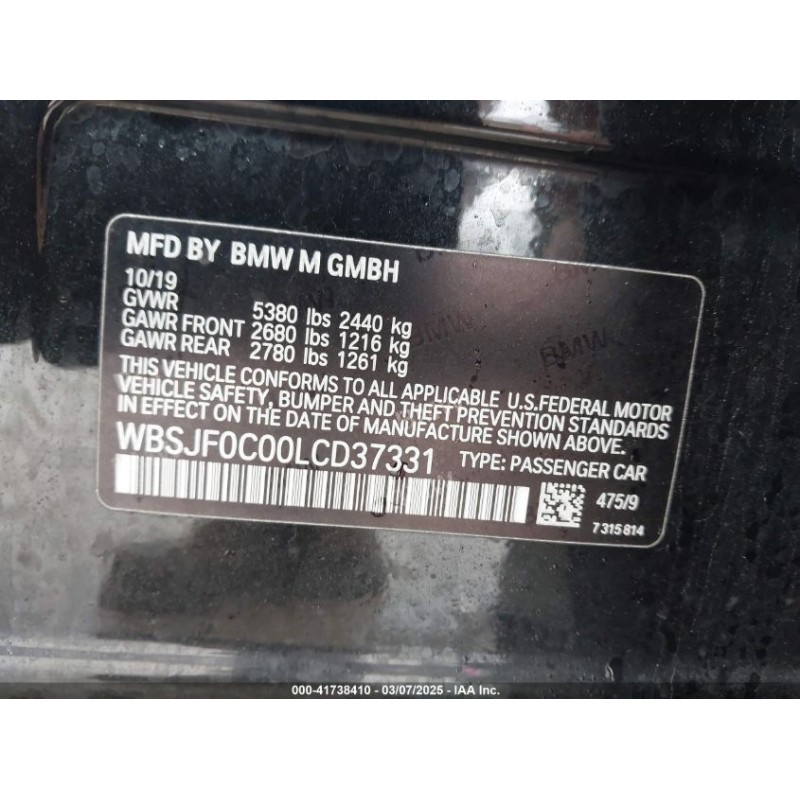 MFD BY BMW M GMBH
10/19
GVWR 5380 lbs 2440 kg
GAWR FRONT 2680 lbs 1216 kg
GAWR REAR 2780 lbs 1261 kg
THIS VEHICLE CONFORMS TO ALL APPLICABLE U.S.FEDERAL MOTOR
VEHICLE SAFETY, BUMPER AND THEFT PREVENTION STANDARDS
IN EFFECT ON THE DATE OF MANUFACTURE SHOWN ABOVE.
WBSJF0C00LCD37331 TYPE: PASSENGER CAR
475/9
7315814
BMW
BMW
000-41738410 — 03/07/2025 - IAA Inc.